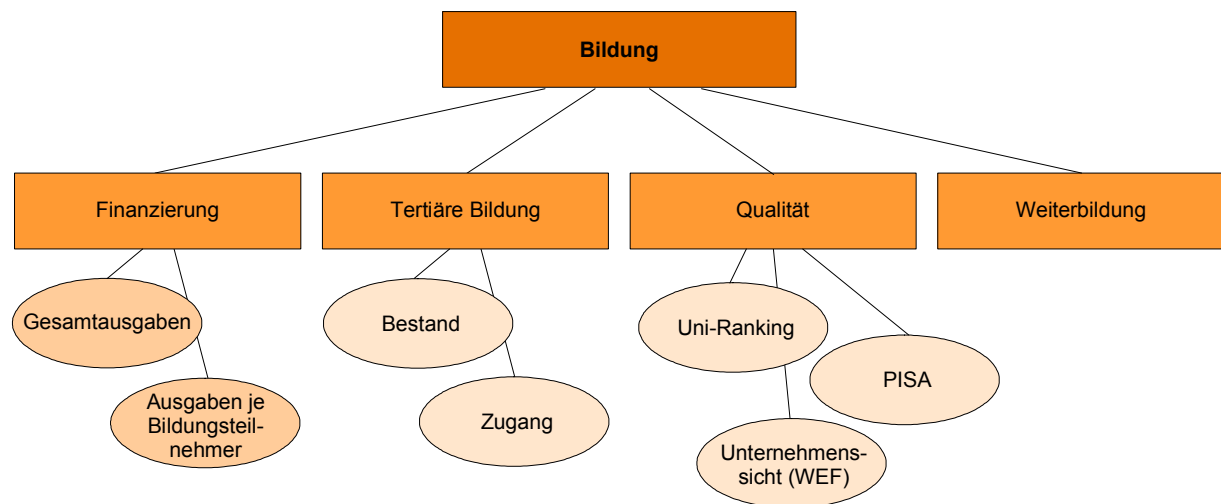 Bildung
Finanzierung
Tertiäre Bildung
Qualität
Weiterbildung
Gesamtausgaben
Ausgaben je
Bildungsteil-
nehmer
Bestand
Zugang
Uni-Ranking
PISA
Unternehmens-
sicht (WEF)